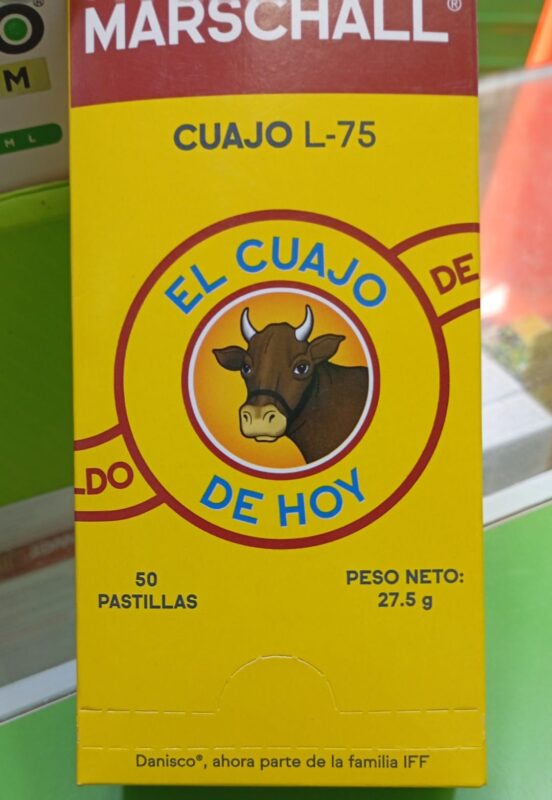 MARSCHALL®
CUAJO L-75
EL CUAJO
DE
LDO
DE HOY
50
PASTILLAS
PESO NETO:
27.5 g
Danisco®, ahora parte de la familia IFF
O
M
ML